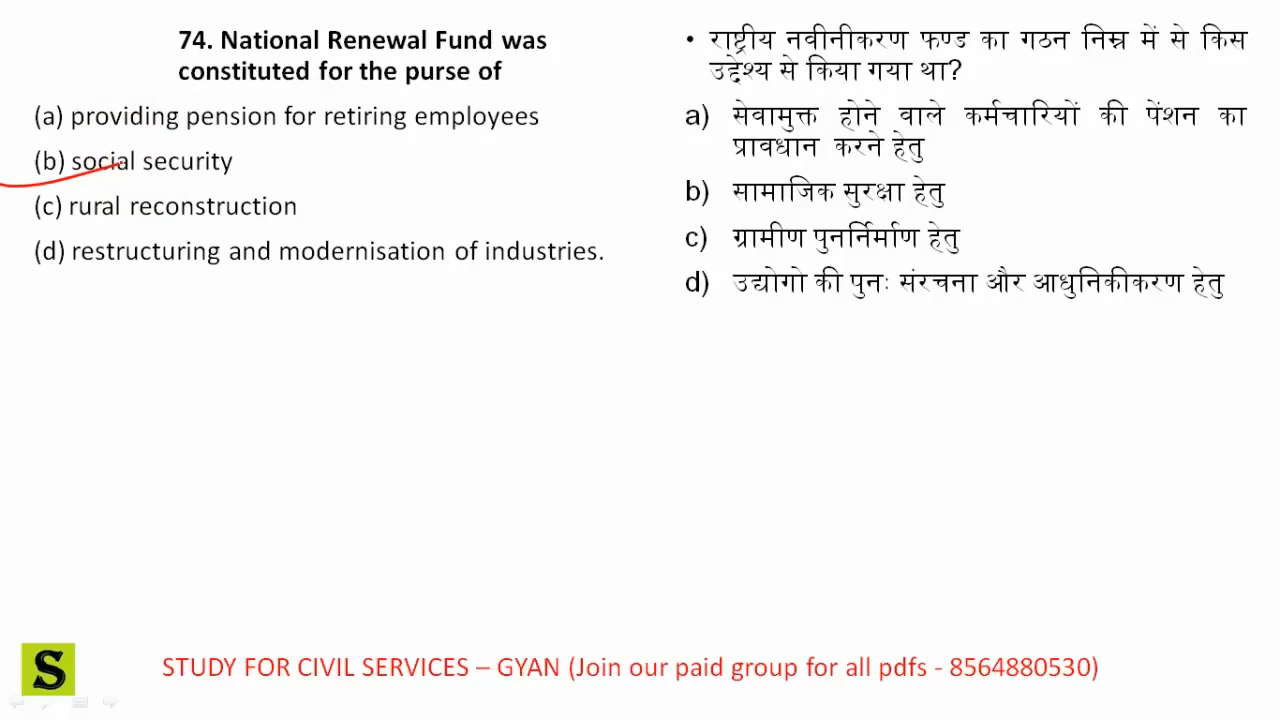 74. National Renewal Fund was
constituted for the purse of
(a) providing pension for retiring employees
(b) social security
(c) rural reconstruction
(d) restructuring and modernisation of industries.
• राष्ट्रीय नवीनीकरण फण्ड का गठन निम्न में से किस
उद्देश्य से किया गया था?
a) सेवामुक्त होने वाले कर्मचारियों की पेंशन का
प्रावधान करने हेतु
b) सामाजिक सुरक्षा हेतु
c) ग्रामीण पुनर्निर्माण हेतु
d) उद्योगो की पुनः संरचना और आधुनिकीकरण हेतु
S
STUDY FOR CIVIL SERVICES – GYAN (Join our paid group for all pdfs - 8564880530)